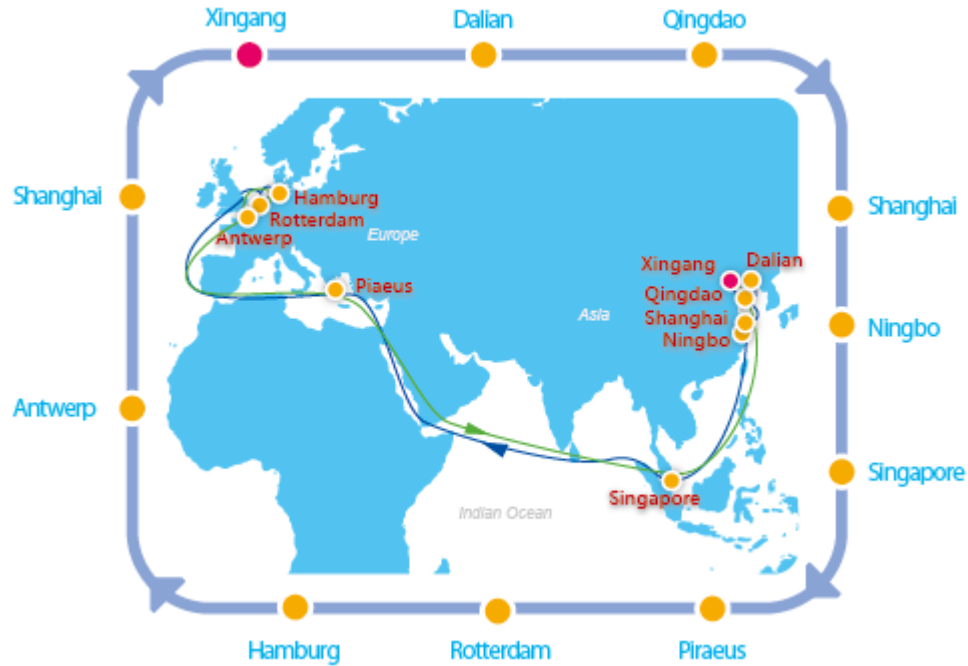 Xingang
Dalian
Qingdao
Shanghai
Shanghai
Ningbo
Antwerp
Singapore
Hamburg
Rotterdam
Piraeus
Hamburg
Rotterdam
Antwerp
Europe
Piaeus
Asia
Xingang
Dalian
Qingdao
Shanghai
Ningbo
Singapore
Indian Ocean